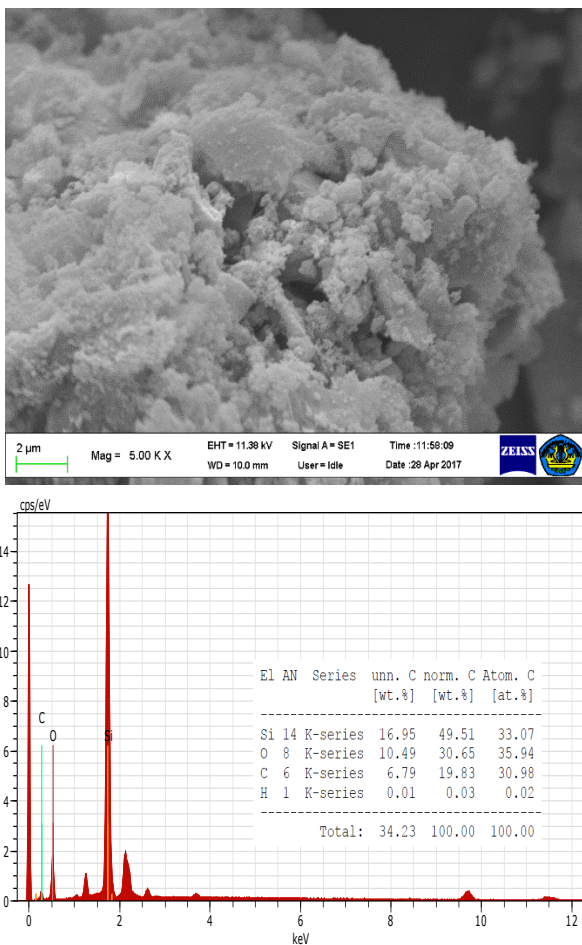 2 µm
Mag = 5.00 K X
EHT = 11.38 kV Signal A = SE1 Time :11:58:09
WD = 10.0 mm User = Idle Date :28 Apr 2017
ZEISS
cps/eV
14
12
10
8
6
4
2
0
C
O
Si
El AN Series unn. C norm. C Atom. C
[wt.%] [wt.%] [at.%]
Si 14 K-series 16.95 49.51 33.07
O 8 K-series 10.49 30.65 35.94
C 6 K-series 6.79 19.83 30.98
H 1 K-series 0.01 0.03 0.02
Total: 34.23 100.00 100.00
0 2 4 6 8 10 12
keV